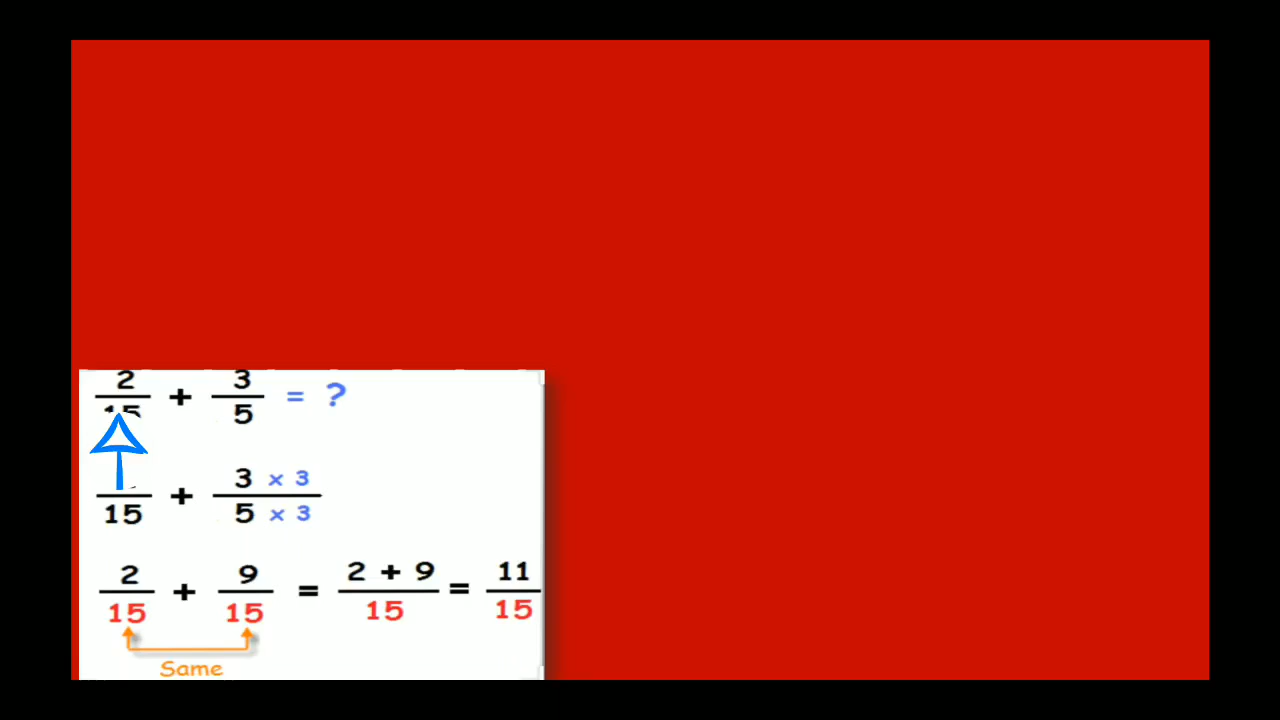 2/15 + 3/5 = ?
/15 + 3 x 3/5 x 3
2/15 + 9/15 = 2 + 9/15 = 11/15
Same